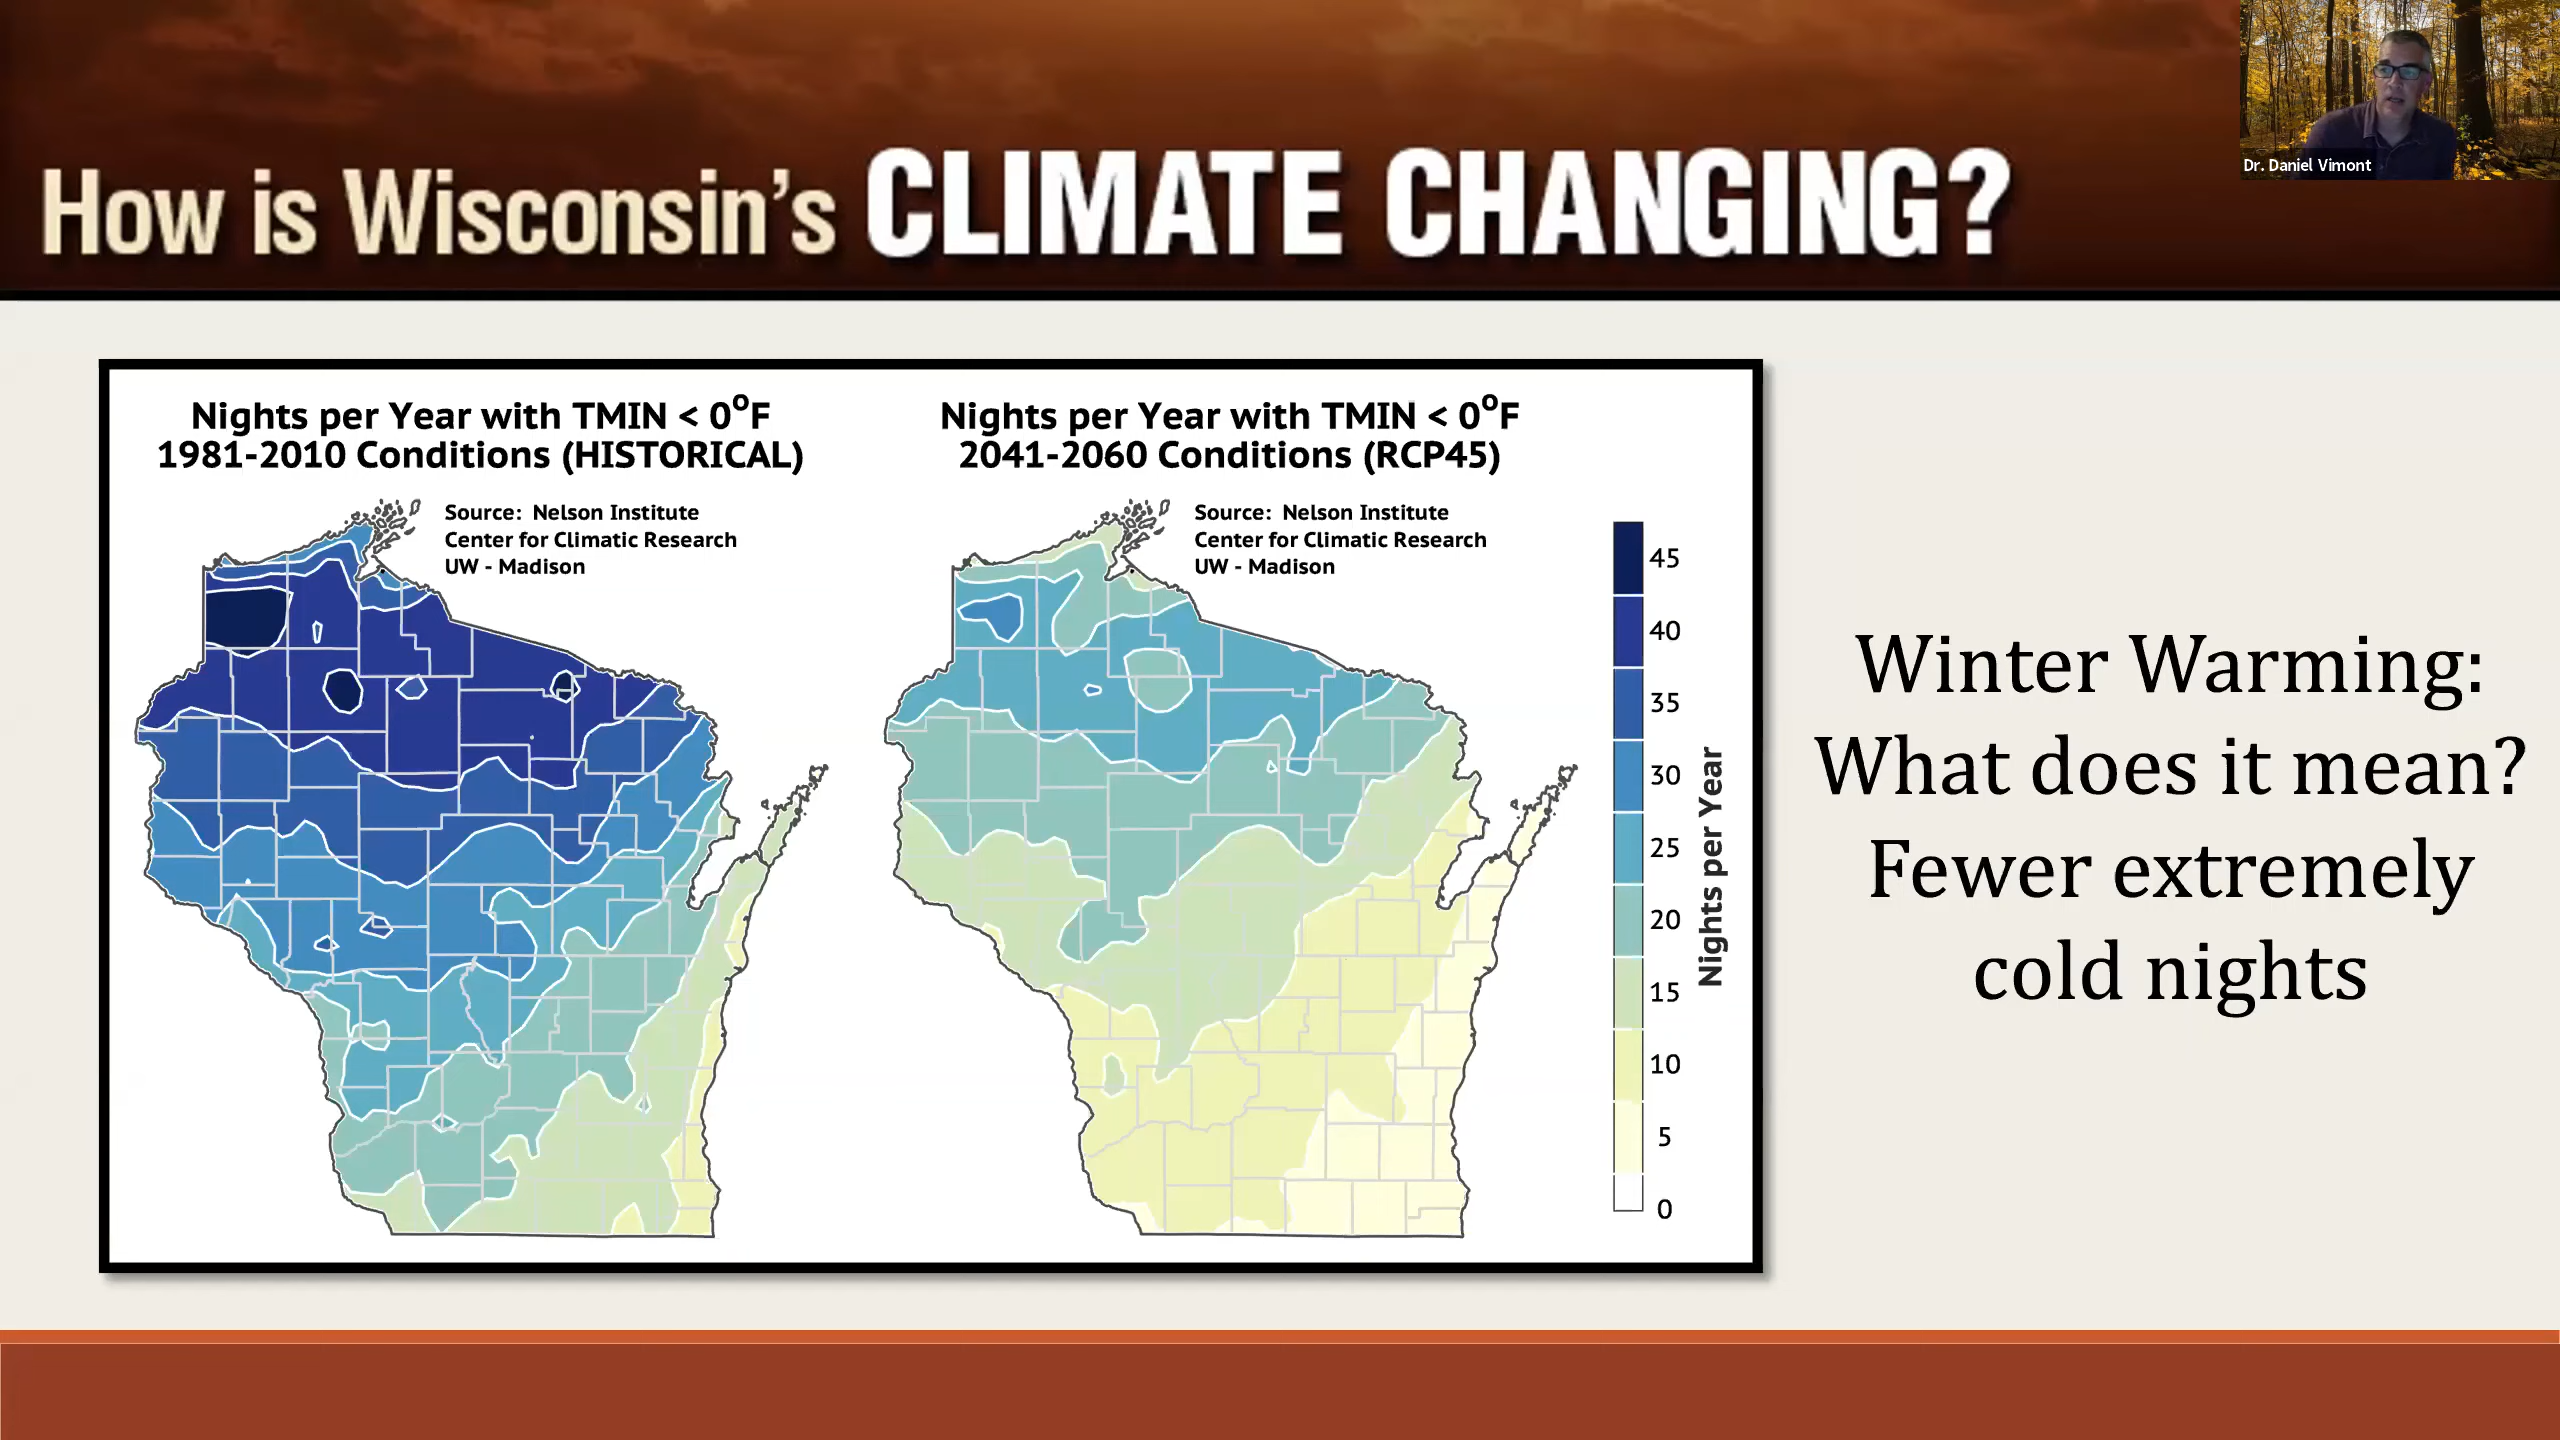 How is Wisconsin's CLIMATE CHANGING?
Dr. Daniel Vimont
Nights per Year with TMIN < 0°F
1981-2010 Conditions (HISTORICAL)
Source: Nelson Institute
Center for Climatic Research
UW - Madison
Nights per Year with TMIN < 0°F
2041-2060 Conditions (RCP45)
Source: Nelson Institute
Center for Climatic Research
UW - Madison
45
40
35
30
25
20
15
10
5
0
Nights per Year
Winter Warming:
What does it mean?
Fewer extremely
cold nights